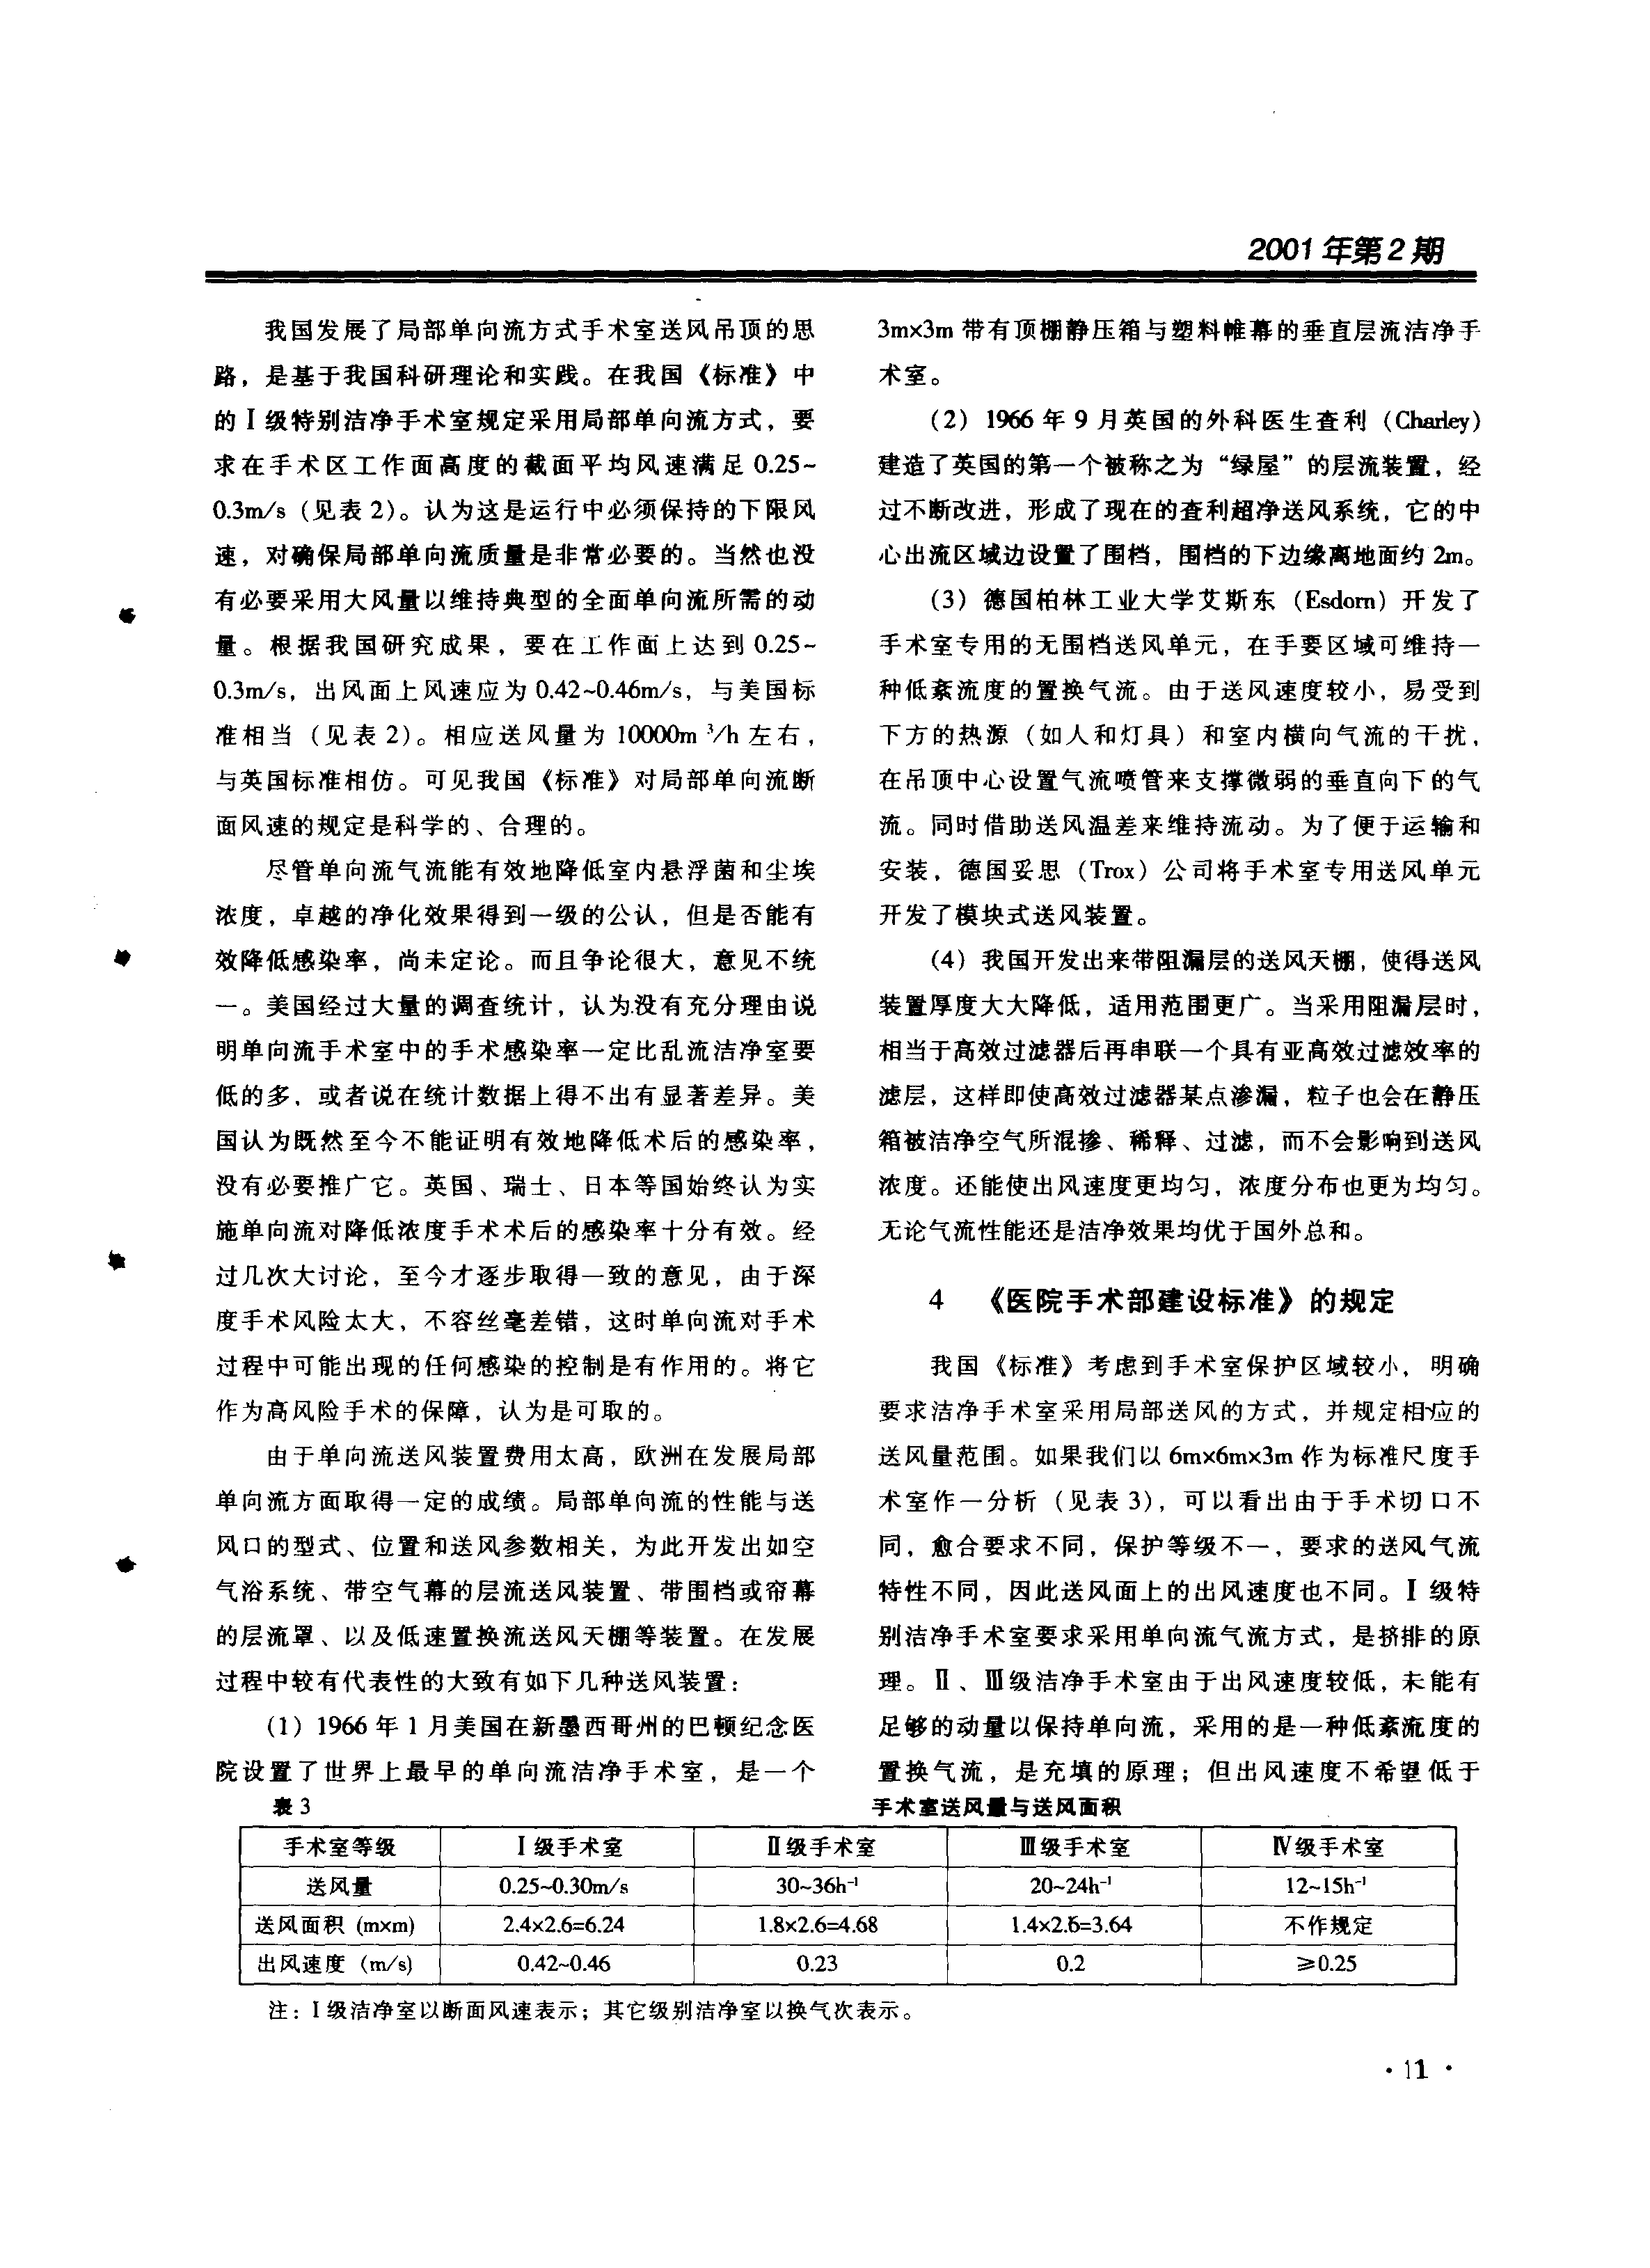 2001 年第 2 期
我国发展了局部单向流方式手术室送风吊顶的思
路，是基于我国科研理论和实践。在我国《标准》中
的Ⅰ级特别洁净手术室规定采用局部单向流方式，要
求在手术区工作面高度的截面平均风速满足 0.25~
0.3m/s（见表 2）。认为这是运行中必须保持的下限风
速，对确保局部单向流质量是非常必要的。当然也没
有必要采用大风量以维持典型的全面单向流所需的动
量。根据我国研究成果，要在工作面上达到 0.25~
0.3m/s，出风面上风速应为 0.42~0.46m/s，与美国标
准相当（见表 2）。相应送风量为 10000m ³/h 左右，
与英国标准相仿。可见我国《标准》对局部单向流断
面风速的规定是科学的、合理的。
尽管单向流气流能有效地降低室内悬浮菌和尘埃
浓度，卓越的净化效果得到一级的公认，但是否能有
效降低感染率，尚未定论。而且争论很大，意见不统
一。美国经过大量的调查统计，认为没有充分理由说
明单向流手术室中的手术感染率一定比乱流洁净室要
低的多，或者说在统计数据上得不出有显著差异。美
国认为既然至今不能证明有效地降低术后的感染率，
没有必要推广它。英国、瑞士、日本等国始终认为实
施单向流对降低浓度手术术后的感染率十分有效。经
过几次大讨论，至今才逐步取得一致的意见，由于深
度手术风险太大，不容丝毫差错，这时单向流对手术
过程中可能出现的任何感染的控制是有作用的。将它
作为高风险手术的保障，认为是可取的。
由于单向流送风装置费用太高，欧洲在发展局部
单向流方面取得一定的成绩。局部单向流的性能与送
风口的型式、位置和送风参数相关，为此开发出如空
气浴系统、带空气幕的层流送风装置、带围档或帘幕
的层流罩、以及低速置换流送风天棚等装置。在发展
过程中较有代表性的大致有如下几种送风装置：
（1）1966 年 1 月美国在新墨西哥州的巴顿纪念医
院设置了世界上最早的单向流洁净手术室，是一个
3m×3m 带有顶棚静压箱与塑料帷幕的垂直层流洁净手
术室。
（2）1966 年 9 月英国的外科医生查利（Charley）
建造了英国的第一个被称之为“绿屋”的层流装置，经
过不断改进，形成了现在的查利超净送风系统，它的中
心出流区域边设置了围档，围档的下边缘离地面约 2m。
（3）德国柏林工业大学艾斯东（Esdorn）开发了
手术室专用的无围档送风单元，在手要区域可维持一
种低紊流度的置换气流。由于送风速度较小，易受到
下方的热源（如人和灯具）和室内横向气流的干扰，
在吊顶中心设置气流喷管来支撑微弱的垂直向下的气
流。同时借助送风温差来维持流动。为了便于运输和
安装，德国妥思（Trox）公司将手术室专用送风单元
开发了模块式送风装置。
（4）我国开发出来带阻漏层的送风天棚，使得送风
装置厚度大大降低，适用范围更广。当采用阻漏层时，
相当于高效过滤器后再串联一个具有亚高效过滤效率的
滤层，这样即使高效过滤器某点渗漏，粒子也会在静压
箱被洁净空气所混掺、稀释、过滤，而不会影响到送风
浓度。还能使出风速度更均匀，浓度分布也更为均匀。
无论气流性能还是洁净效果均优于国外总和。
4 《医院手术部建设标准》的规定
我国《标准》考虑到手术室保护区域较小，明确
要求洁净手术室采用局部送风的方式，并规定相应的
送风量范围。如果我们以 6m×6m×3m 作为标准尺度手
术室作一分析（见表 3），可以看出由于手术切口不
同，愈合要求不同，保护等级不一，要求的送风气流
特性不同，因此送风面上的出风速度也不同。Ⅰ 级特
别洁净手术室要求采用单向流气流方式，是挤排的原
理。Ⅱ、Ⅲ级洁净手术室由于出风速度较低，未能有
足够的动量以保持单向流，采用的是一种低紊流度的
置换气流，是充填的原理；但出风速度不希望低于
表 3 手术室送风量与送风面积
手术室等级 Ⅰ级手术室 Ⅱ级手术室 Ⅲ级手术室 Ⅳ级手术室
送风量 0.25~0.30m/s 30~36h⁻¹ 20~24h⁻¹ 12~15h⁻¹
送风面积（m×m） 2.4×2.6=6.24 1.8×2.6=4.68 1.4×2.6=3.64 不作规定
出风速度（m/s） 0.42~0.46 0.23 0.2 ≥0.25
注：Ⅰ级洁净室以断面风速表示；其它级别洁净室以换气次表示。
· 11 ·